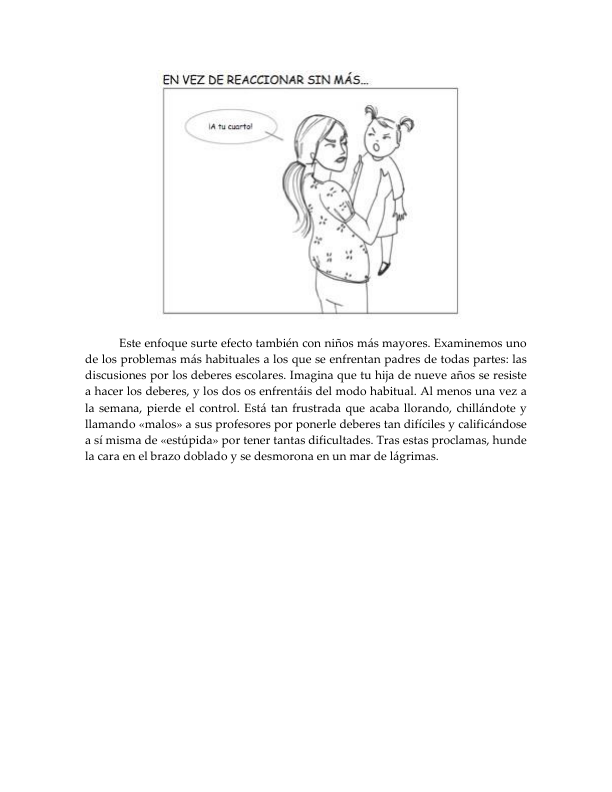 EN VEZ DE REACCIONAR SIN MÁS...
¡A tu cuarto!
Este enfoque surte efecto también con niños más mayores. Examinemos uno
de los problemas más habituales a los que se enfrentan padres de todas partes: las
discusiones por los deberes escolares. Imagina que tu hija de nueve años se resiste
a hacer los deberes, y los dos os enfrentáis del modo habitual. Al menos una vez a
la semana, pierde el control. Está tan frustrada que acaba llorando, chillándote y
llamando «malos» a sus profesores por ponerle deberes tan difíciles y calificándose
a sí misma de «estúpida» por tener tantas dificultades. Tras estas proclamas, hunde
la cara en el brazo doblado y se desmorona en un mar de lágrimas.